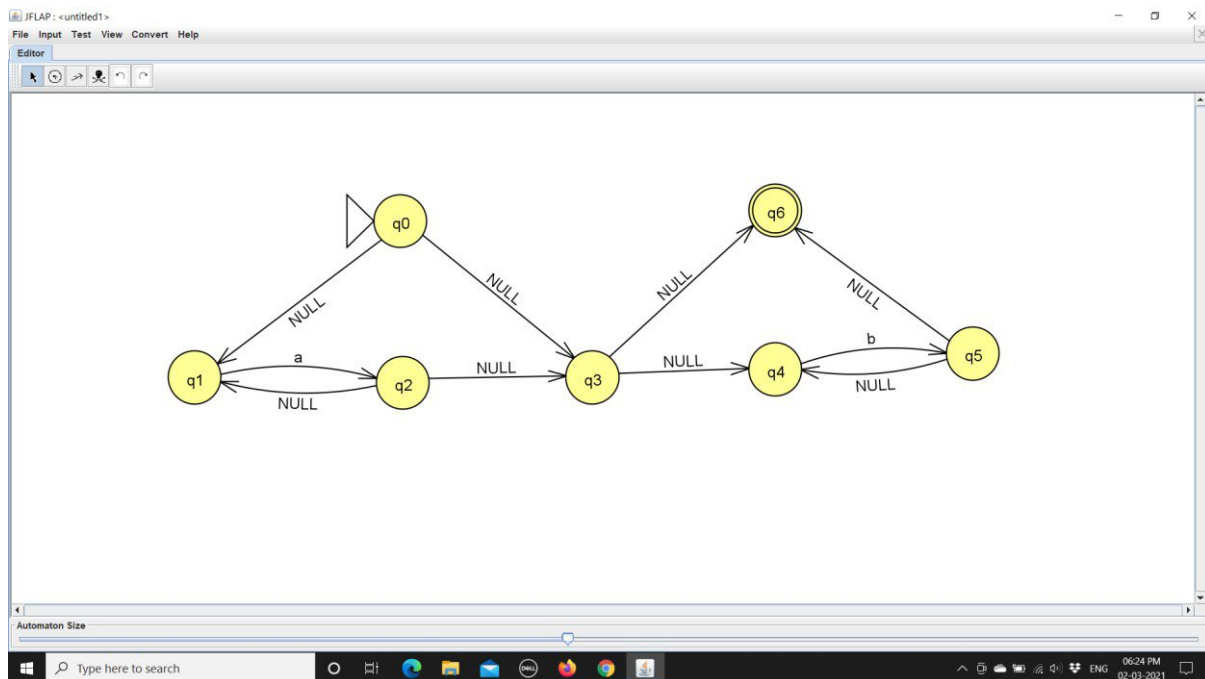 JFLAP : <untitled1>
File Input Test View Convert Help
Editor
q0
q6
NULL
NULL
NULL
NULL
q1
a
q2
NULL
q3
NULL
q4
b
q5
NULL
NULL
Automaton Size
Type here to search
DELL
ENG
06:24 PM
02-03-2021